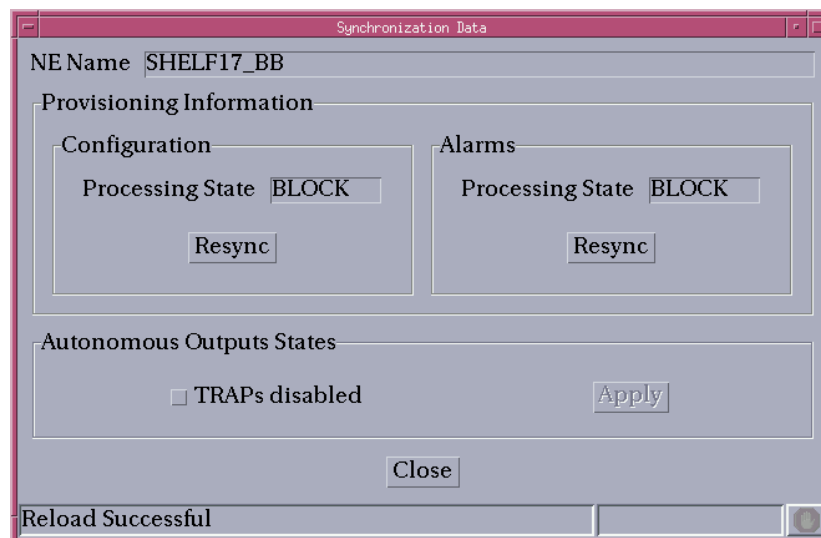 Synchronization Data
NE Name SHELF17_BB
Provisioning Information
Configuration
Processing State BLOCK
Resync
Alarms
Processing State BLOCK
Resync
Autonomous Outputs States
TRAPs disabled
Apply
Close
Reload Successful